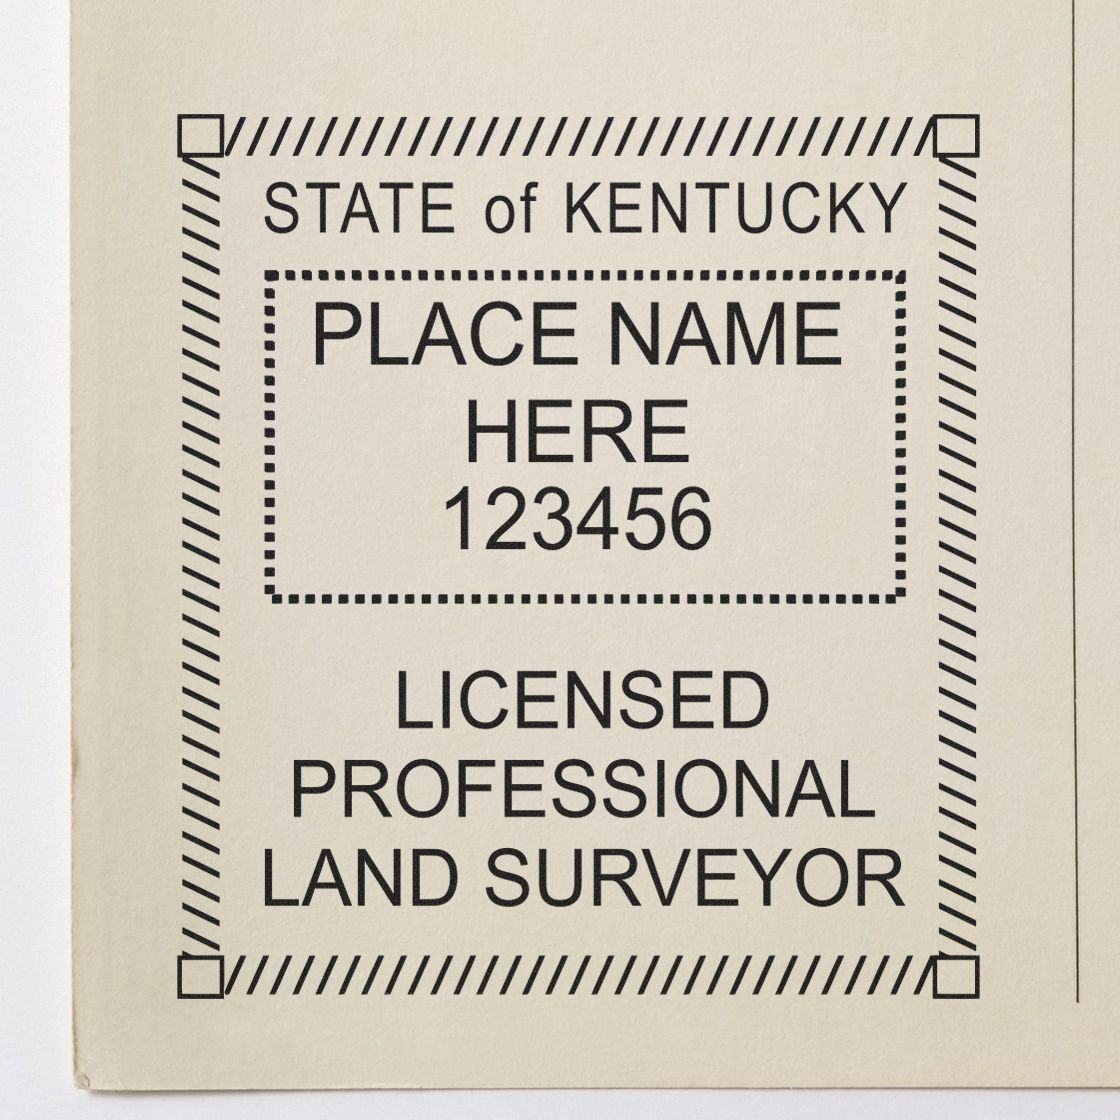 STATE of KENTUCKY
PLACE NAME
HERE
123456
LICENSED
PROFESSIONAL
LAND SURVEYOR